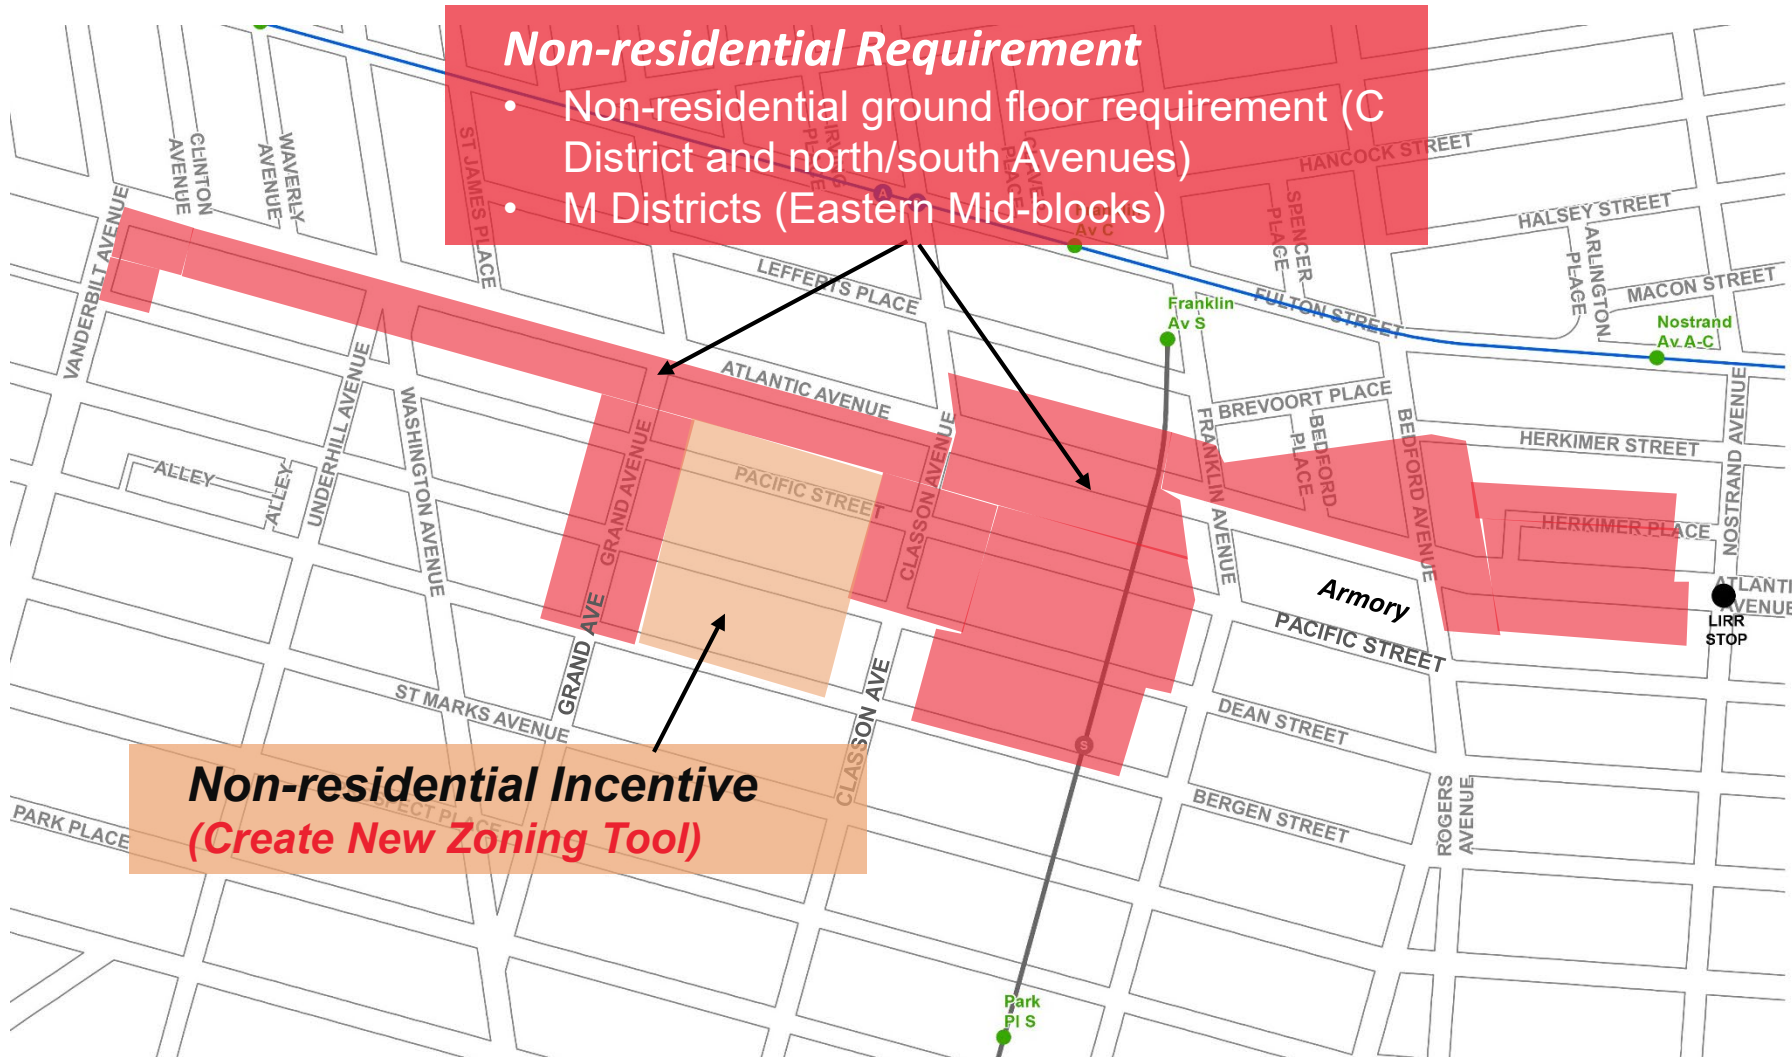 Non-residential Requirement
• Non-residential ground floor requirement (C
District and north/south Avenues)
• M Districts (Eastern Mid-blocks)
CLINTON
AVENUE
WAVERLY
AVENUE
ST JAMES PLACE
VANDERBILT AVENUE
A
Av C
PLACE
PLACE
HANCOCK STREET
HALSEY STREET
SPENCER
PLACE
ARLINGTON
PLACE
MACON STREET
LEFFERTS PLACE
FULTON STREET
Franklin
Av S
Nostrand
Av A-C
ATLANTIC AVENUE
BREVOORT PLACE
BEDFORD
PLACE
HERKIMER STREET
NOSTRAND AVENUE
UNDERHILL AVENUE
WASHINGTON AVENUE
GRAND AVENUE
CLASSON AVENUE
FRANKLIN AVENUE
BEDFORD AVENUE
ALLEY
ALLEY
PACIFIC STREET
HERKIMER PLACE
Armory
PACIFIC STREET
ATLANTI
AVENUE
LIRR
STOP
GRAND AVE
CLASSON AVE
ST MARKS AVENUE
DEAN STREET
S
Non-residential Incentive
(Create New Zoning Tool)
PARK PLACE
BERGEN STREET
ROGERS
AVENUE
Park
Pl S